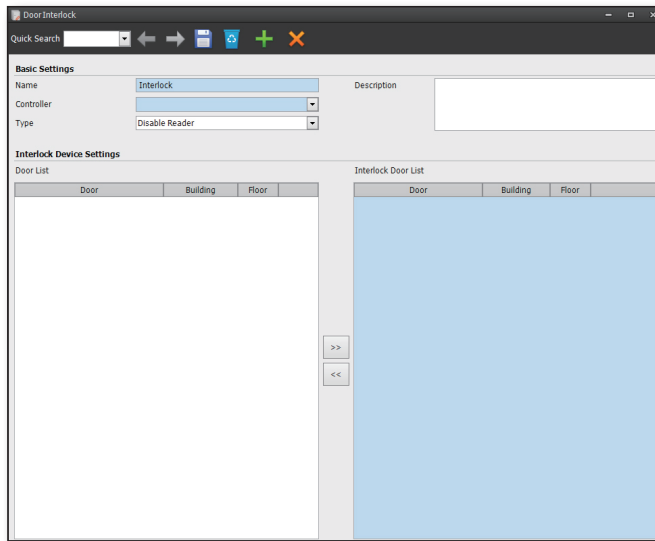 Door Interlock
Quick Search
Basic Settings
Name Interlock Description
Controller
Type Disable Reader
Interlock Device Settings
Door List Interlock Door List
Door Building Floor Door Building Floor
>>
<<